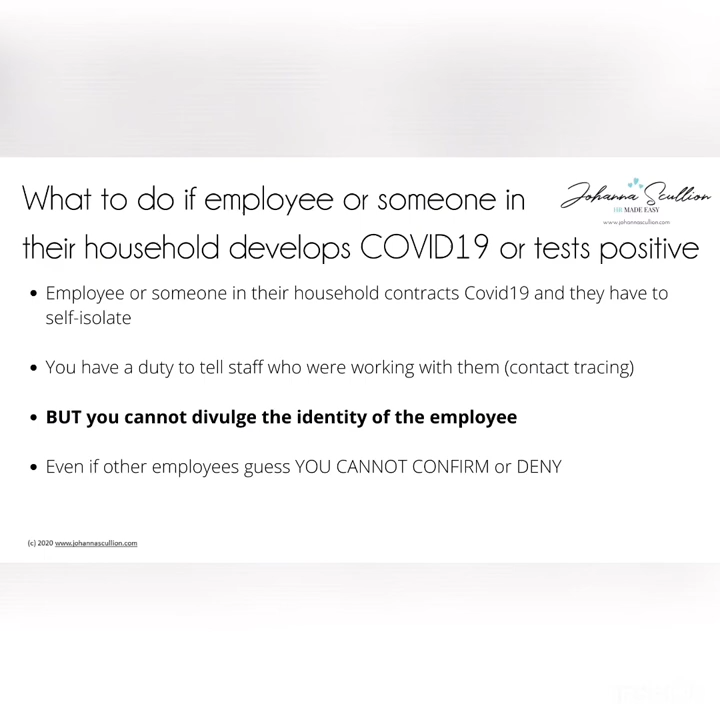 What to do if employee or someone in
Johanna Scullion
HR MADE EASY
www.johannascullion.com
their household develops COVID19 or tests positive
• Employee or someone in their household contracts Covid19 and they have to
self-isolate
• You have a duty to tell staff who were working with them (contact tracing)
• BUT you cannot divulge the identity of the employee
• Even if other employees guess YOU CANNOT CONFIRM or DENY
(c) 2020 www.johannascullion.com